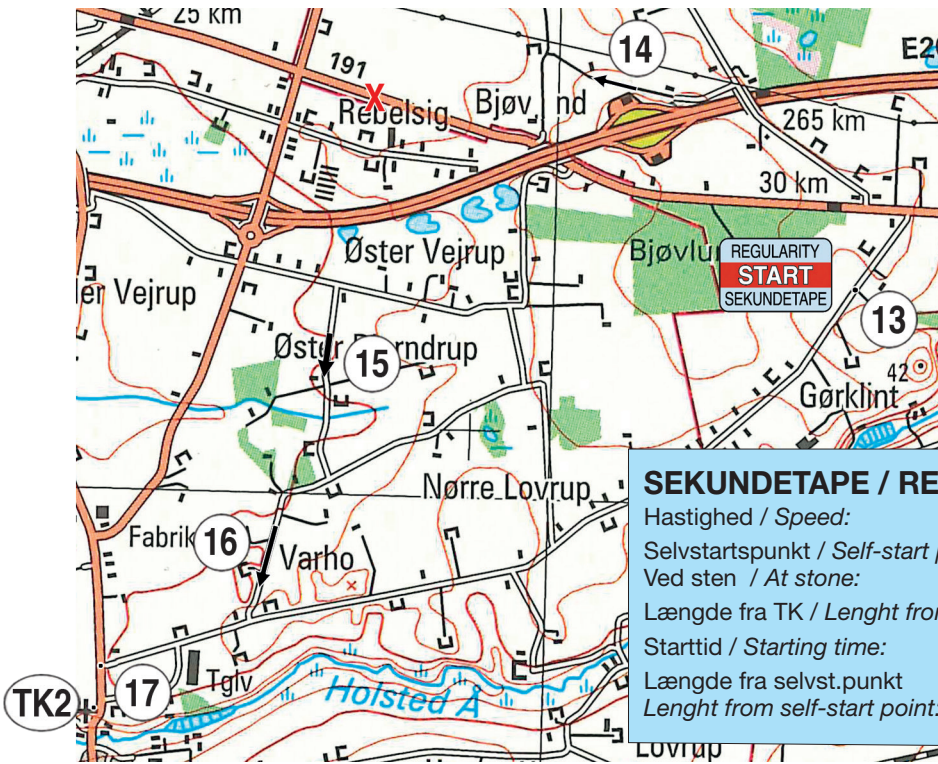 25 km
14
E20
191
X
Rebelsig
Bjøv nd
265 km
30 km
Øster Vejrup
Bjøvlu
REGULARITY
START
SEKUNDETAPE
er Vejrup
13
Øster rndrup
15
42
Gørklint
Nørre Lovrup
SEKUNDETAPE / RE
Hastighed / Speed:
Selvstartspunkt / Self-start p
Ved sten / At stone:
Længde fra TK / Lenght from
Starttid / Starting time:
Længde fra selvst.punkt
Lenght from self-start point:
Fabrik
16
Varho
TK2
17
Tglv
Holsted Å
Lovrup